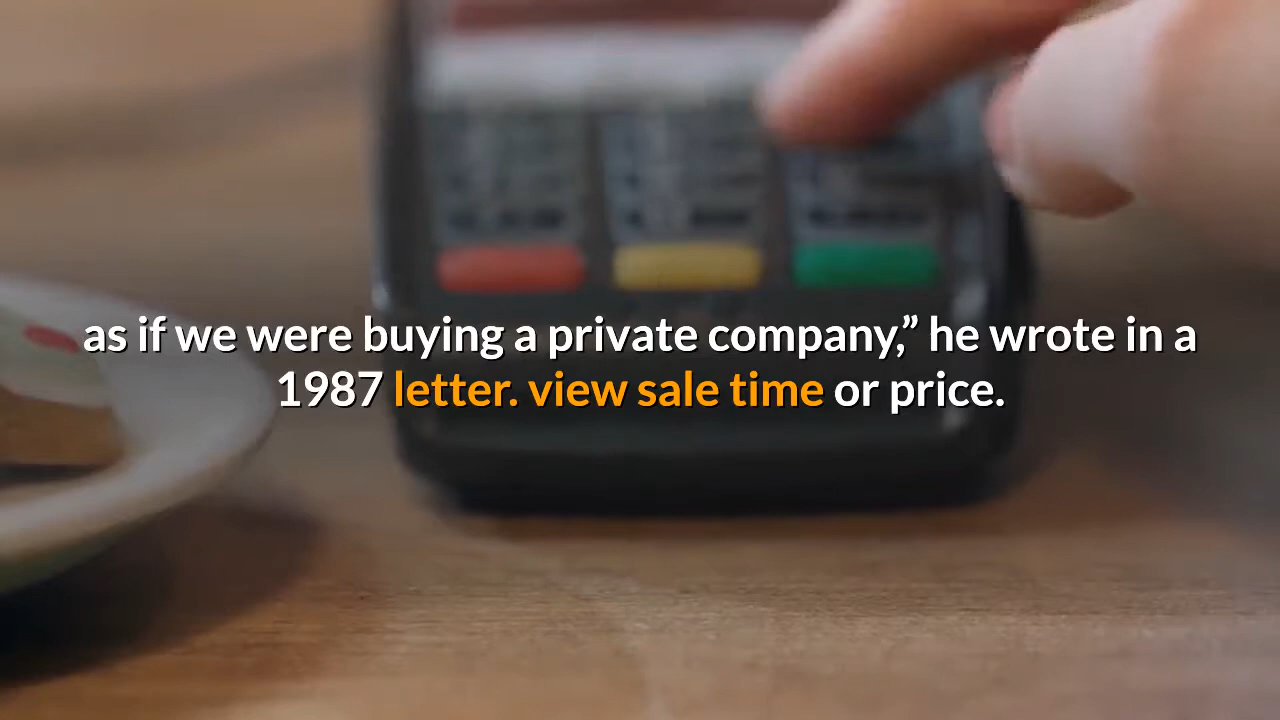 as if we were buying a private company,” he wrote in a
1987 letter. view sale time or price.